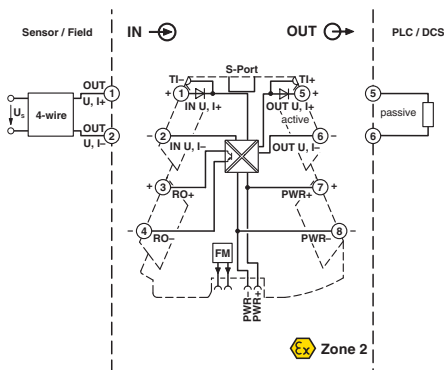 Sensor / Field
IN
OUT
PLC / DCS
S-Port
TI–
TI+
OUT
1
+ 1
5 +
5
U, I+
IN U, I+
OUT U, I+
active
Us
4-wire
passive
OUT
2
– 2
6 –
6
U, I–
IN U, I–
OUT U, I–
+ 3
7 +
RO+
PWR+
– 4
8 –
RO–
PWR–
FM
PWR–
PWR+
Ex Zone 2